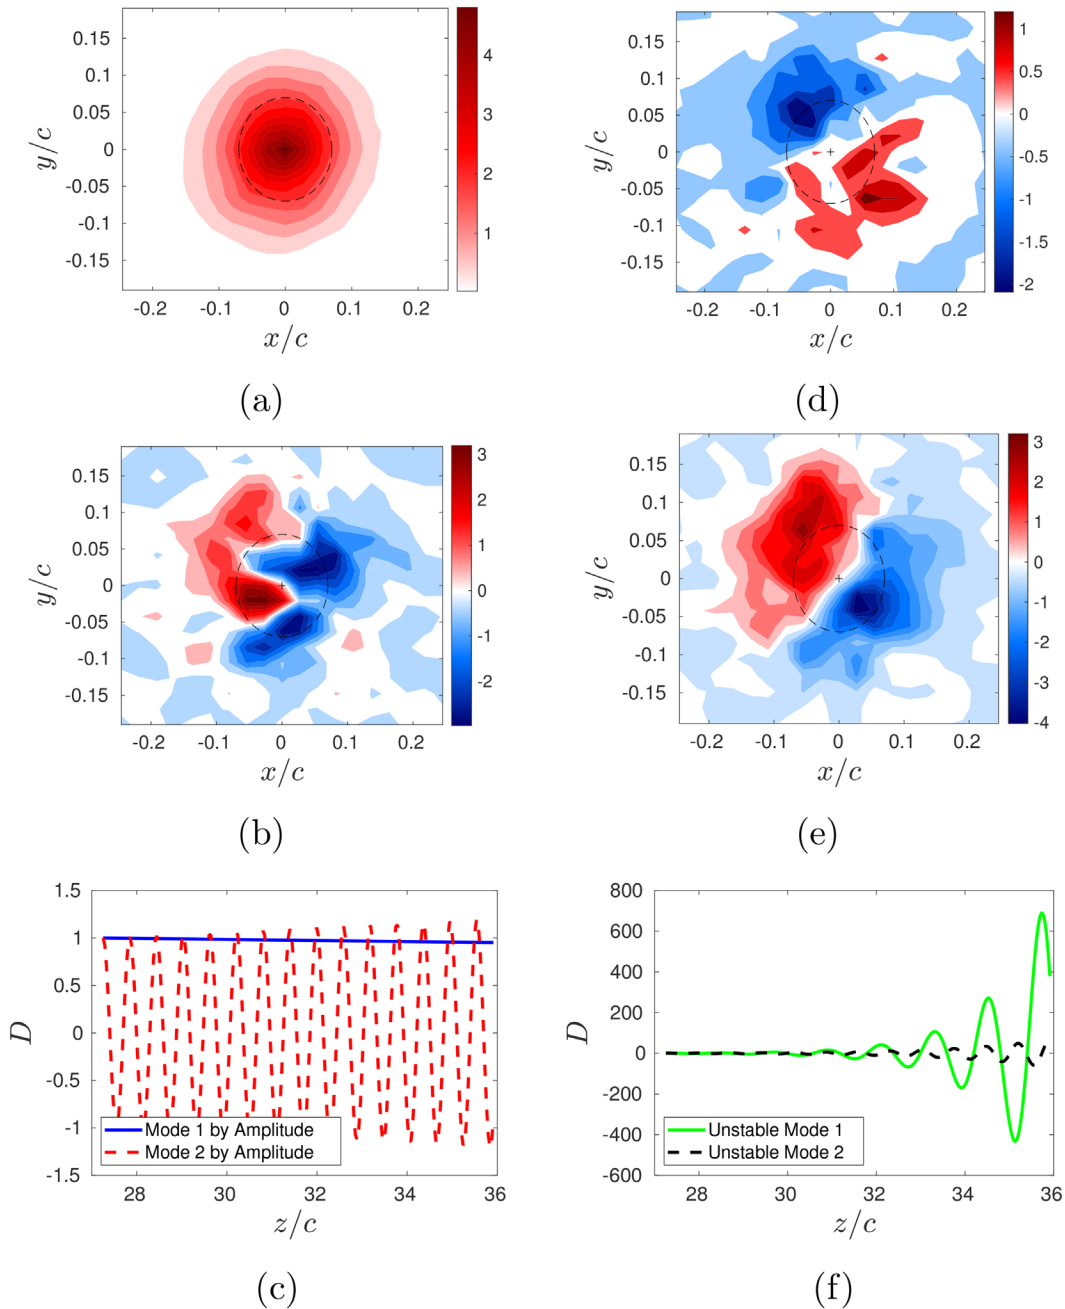 0.15
0.1
0.05
0
-0.05
-0.1
-0.15
y/c
-0.2 -0.1 0 0.1 0.2
x/c
4
3
2
1
(a)
0.15
0.1
0.05
0
-0.05
-0.1
-0.15
y/c
-0.2 -0.1 0 0.1 0.2
x/c
1
0.5
0
-0.5
-1
-1.5
-2
(d)
0.15
0.1
0.05
0
-0.05
-0.1
-0.15
y/c
-0.2 -0.1 0 0.1 0.2
x/c
3
2
1
0
-1
-2
(b)
0.15
0.1
0.05
0
-0.05
-0.1
-0.15
y/c
-0.2 -0.1 0 0.1 0.2
x/c
3
2
1
0
-1
-2
-3
-4
(e)
1.5
1
0.5
0
-0.5
-1
-1.5
D
Mode 1 by Amplitude
Mode 2 by Amplitude
28 30 32 34 36
z/c
(c)
800
600
400
200
0
-200
-400
-600
D
Unstable Mode 1
Unstable Mode 2
28 30 32 34 36
z/c
(f)